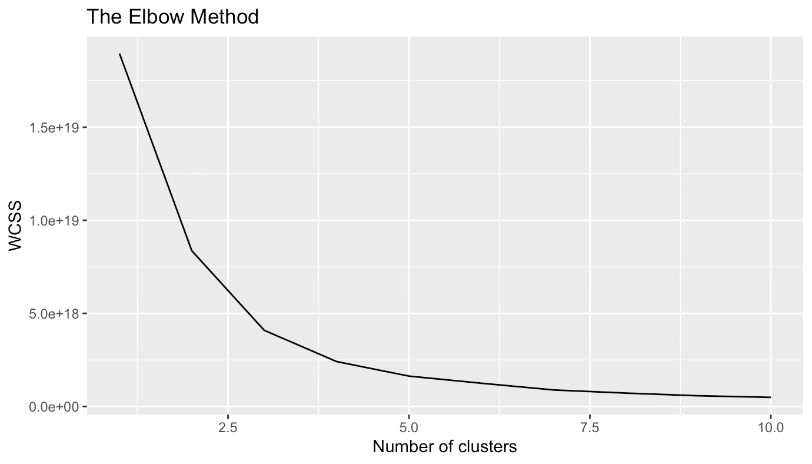 The Elbow Method
WCSS
1.5e+19
1.0e+19
5.0e+18
0.0e+00
2.5
5.0
7.5
10.0
Number of clusters